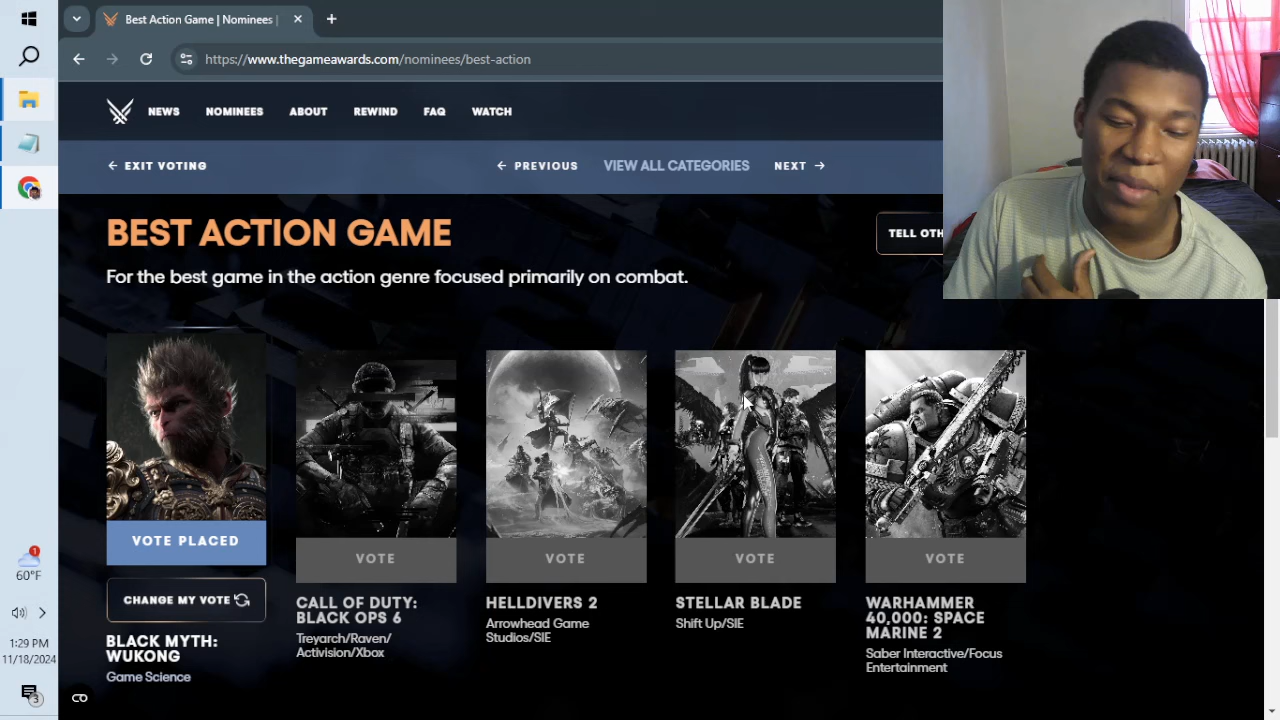 Best Action Game | Nominees |
https://www.thegameawards.com/nominees/best-action
NEWS NOMINEES ABOUT REWIND FAQ WATCH
← EXIT VOTING ← PREVIOUS VIEW ALL CATEGORIES NEXT →
BEST ACTION GAME
TELL OTH
For the best game in the action genre focused primarily on combat.
VOTE PLACED
CHANGE MY VOTE
BLACK MYTH:
WUKONG
Game Science
VOTE
CALL OF DUTY:
BLACK OPS 6
Treyarch/Raven/
Activision/Xbox
VOTE
HELLDIVERS 2
Arrowhead Game
Studios/SIE
VOTE
STELLAR BLADE
Shift Up/SIE
VOTE
WARHAMMER
40,000: SPACE
MARINE 2
Saber Interactive/Focus
Entertainment
1
60°F
1:29 PM
11/18/2024
3